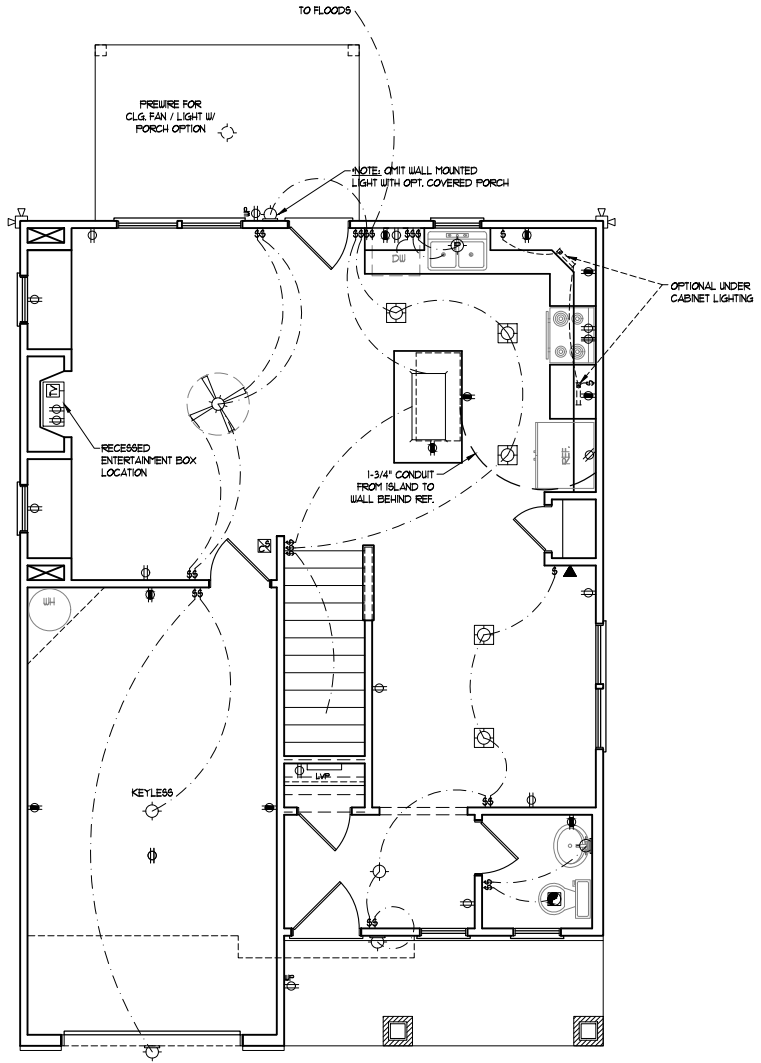 TO FLOODS
PREWIRE FOR
CLG. FAN / LIGHT W/
PORCH OPTION
*NOTE: OMIT WALL MOUNTED
LIGHT WITH OPT. COVERED PORCH
DW
P
OPTIONAL UNDER
CABINET LIGHTING
TV
RECESSED
ENTERTAINMENT BOX
LOCATION
REF.
1-3/4" CONDUIT
FROM ISLAND TO
WALL BEHIND REF.
WH
LVP
KEYLESS